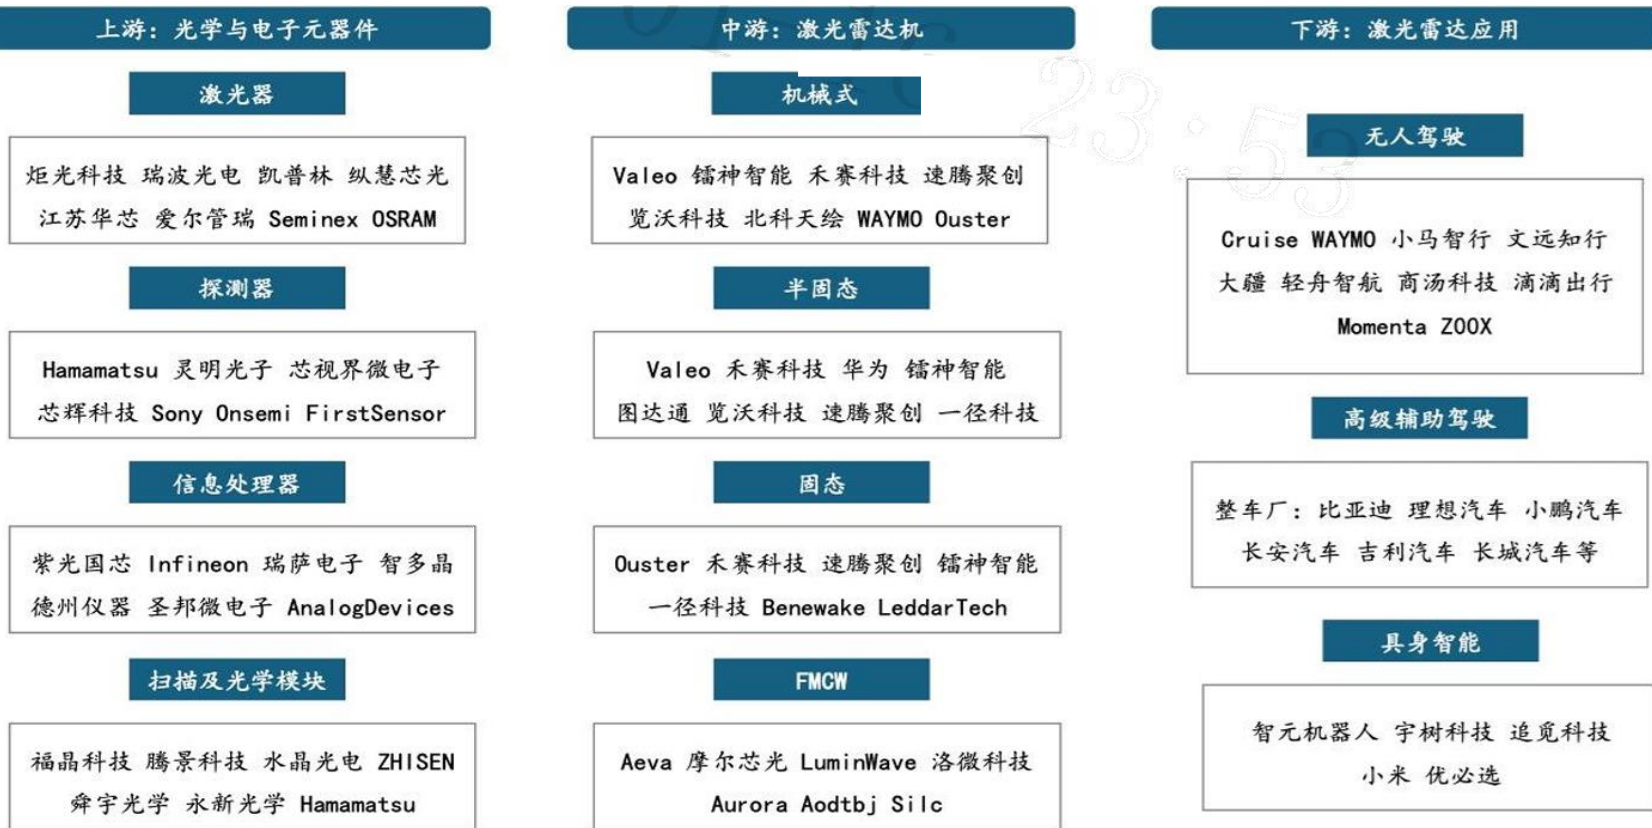 上游：光学与电子元器件
激光器
炬光科技 瑞波光电 凯普林 纵慧芯光
江苏华芯 爱尔管瑞 Seminex OSRAM
探测器
Hamamatsu 灵明光子 芯视界微电子
芯辉科技 Sony Onsemi FirstSensor
信息处理器
紫光国芯 Infineon 瑞萨电子 智多晶
德州仪器 圣邦微电子 AnalogDevices
扫描及光学模块
福晶科技 腾景科技 水晶光电 ZHISEN
舜宇光学 永新光学 Hamamatsu
中游：激光雷达机
机械式
Valeo 镭神智能 禾赛科技 速腾聚创
览沃科技 北科天绘 WAYMO Ouster
半固态
Valeo 禾赛科技 华为 镭神智能
图达通 览沃科技 速腾聚创 一径科技
固态
Ouster 禾赛科技 速腾聚创 镭神智能
一径科技 Benewake LeddarTech
FMCW
Aeva 摩尔芯光 LuminWave 洛微科技
Aurora Aodtbj Silc
下游：激光雷达应用
无人驾驶
Cruise WAYMO 小马智行 文远知行
大疆 轻舟智航 商汤科技 滴滴出行
Momenta ZOOX
高级辅助驾驶
整车厂：比亚迪 理想汽车 小鹏汽车
长安汽车 吉利汽车 长城汽车等
具身智能
智元机器人 宇树科技 追觅科技
小米 优必选
23:53